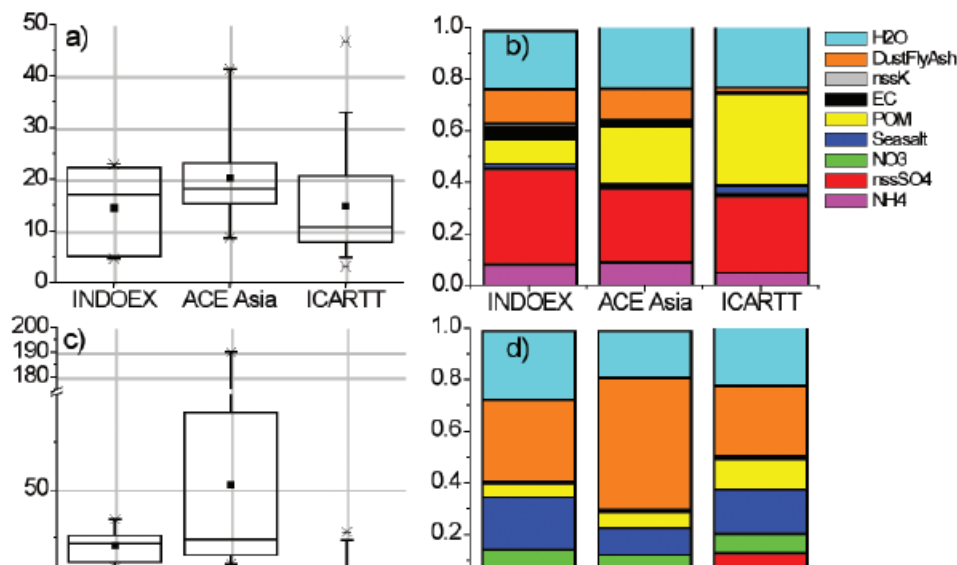 a)
50
40
30
20
10
0
INDOEX ACE Asia ICARTT
b)
1.0
0.8
0.6
0.4
0.2
0.0
INDOEX ACE Asia ICARTT
H2O
DustFlyAsh
nssK
EC
POM
Seasalt
NO3
nssSO4
NH4
c)
200
190
180
50
d)
1.0
0.8
0.6
0.4
0.2